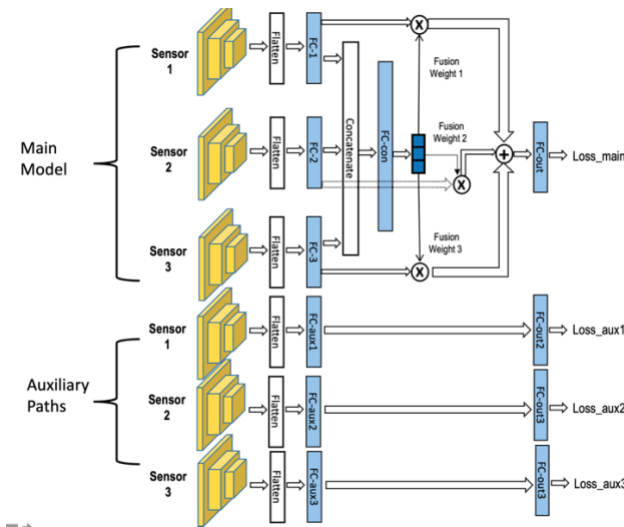 Main
Model
Sensor
1
Flatten
FC-1
X
Fusion
Weight 1
Sensor
2
Flatten
FC-2
Concatenate
FC-con
Fusion
Weight 2
X
+
FC-out
Loss_main
Sensor
3
Flatten
FC-3
Fusion
Weight 3
X
Auxiliary
Paths
Sensor
1
Flatten
FC-aux1
FC-out2
Loss_aux1
Sensor
2
Flatten
FC-aux2
FC-out3
Loss_aux2
Sensor
3
Flatten
FC-aux3
FC-out3
Loss_aux3